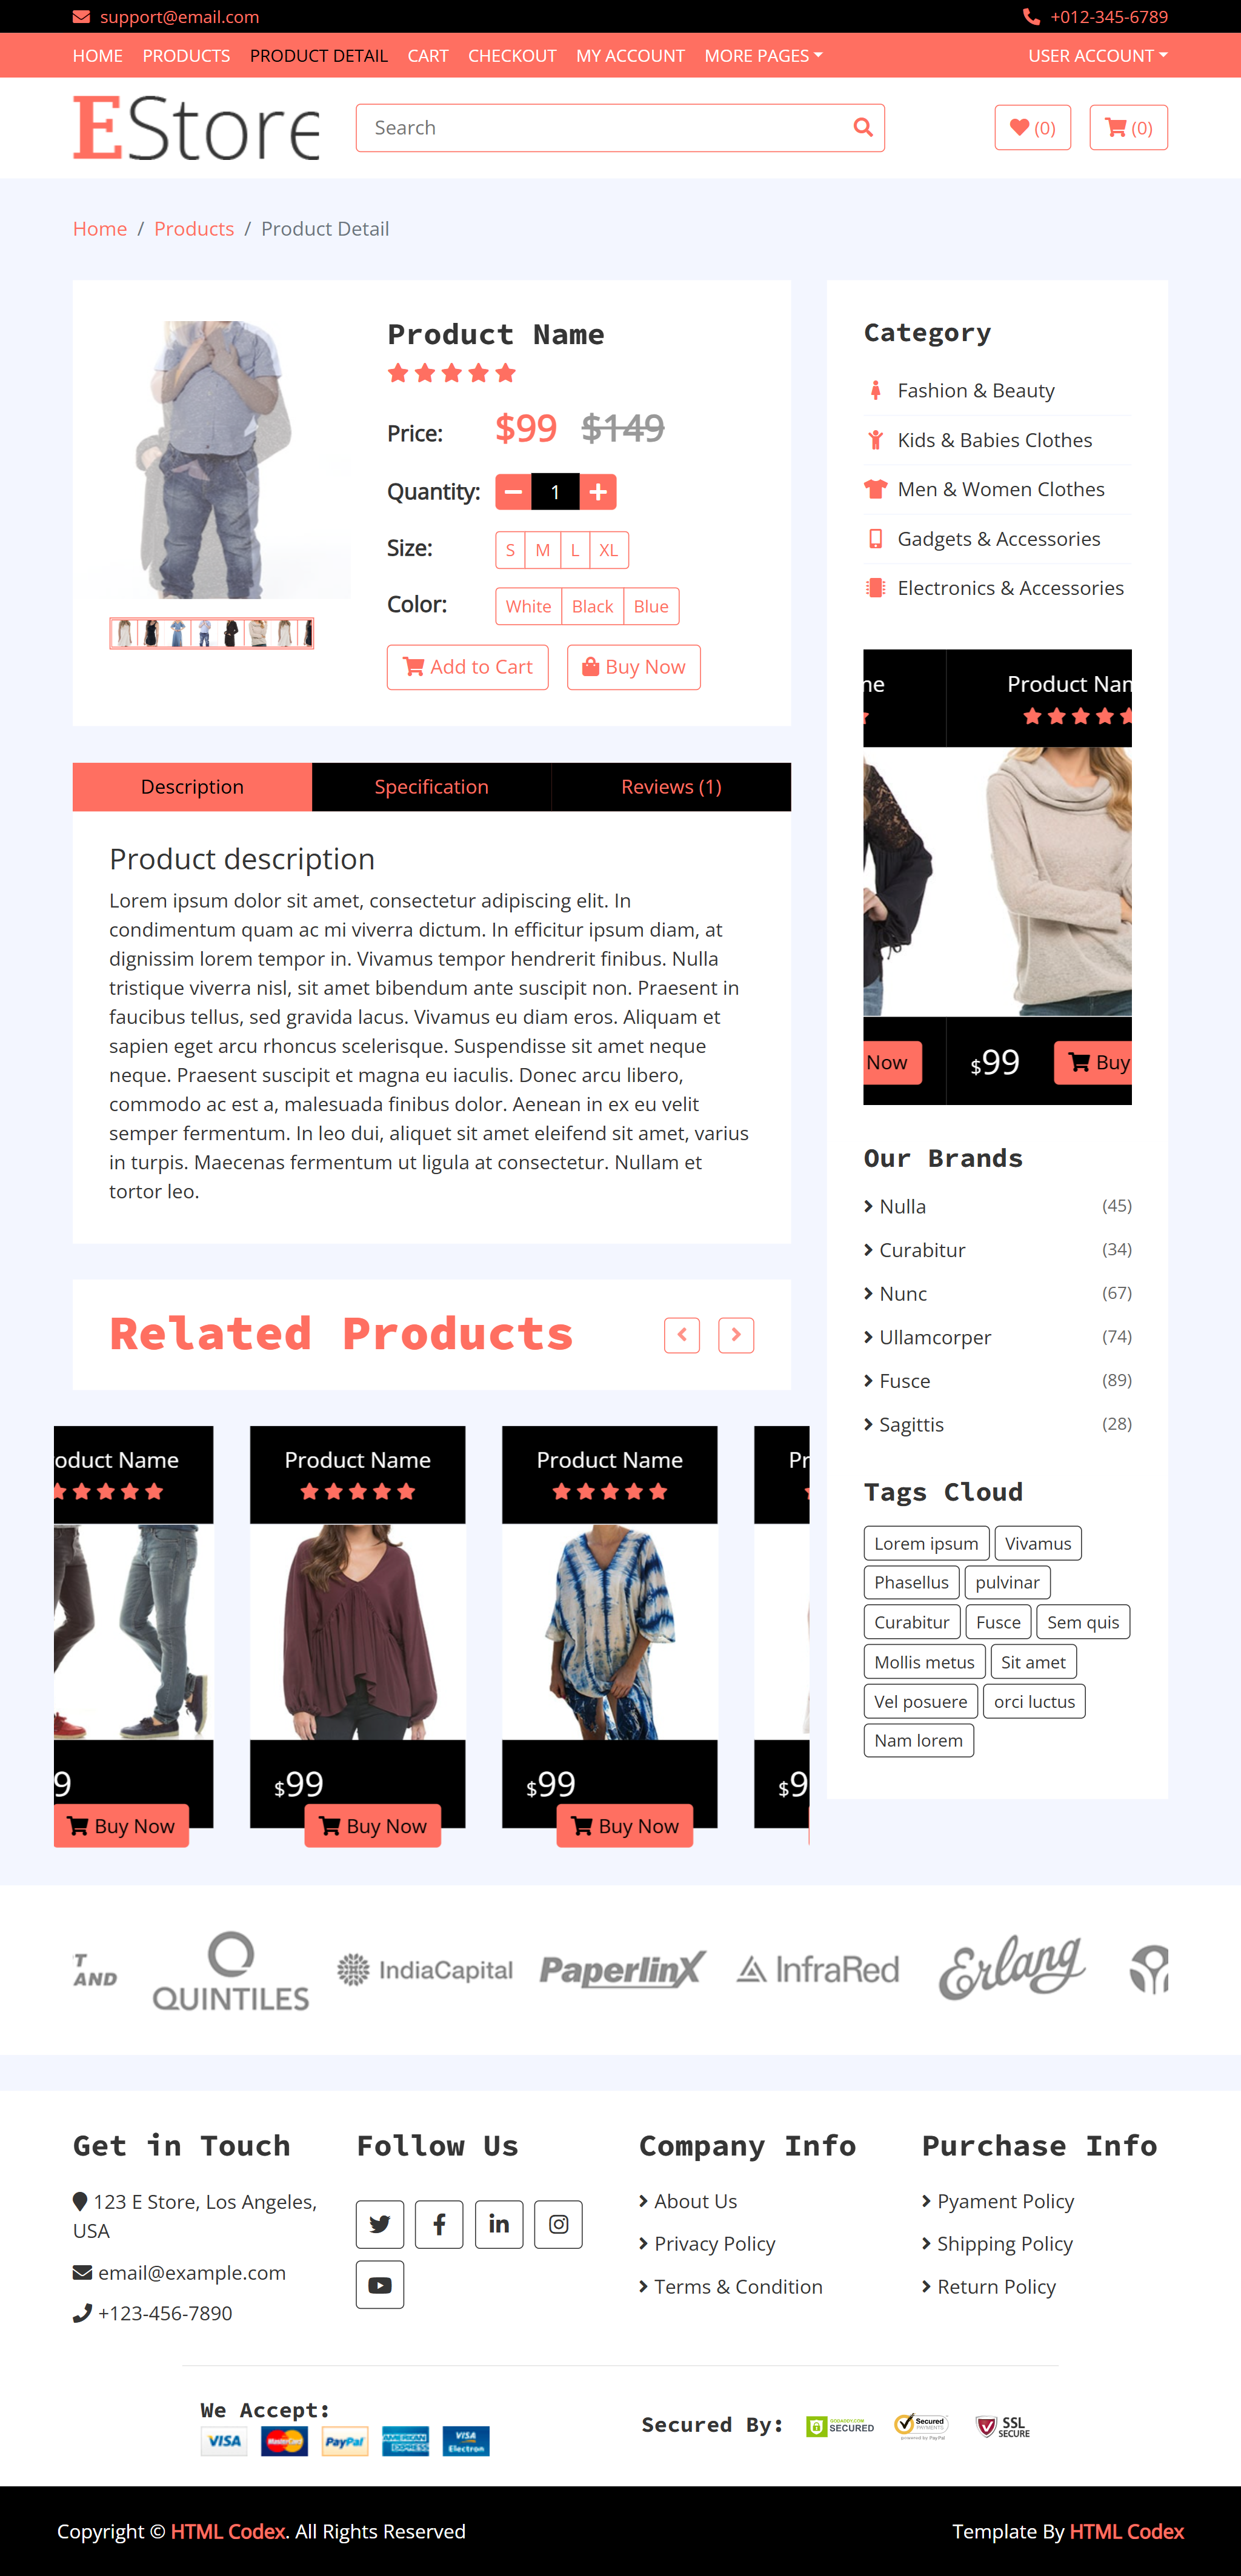 support@email.com
+012-345-6789
HOME PRODUCTS PRODUCT DETAIL CART CHECKOUT MY ACCOUNT MORE PAGES
USER ACCOUNT
EStore
Search
(0)
(0)
Home / Products / Product Detail
Product Name
Price: $99 $149
Quantity: 1
Size: S M L XL
Color: White Black Blue
Add to Cart
Buy Now
Category
Fashion & Beauty
Kids & Babies Clothes
Men & Women Clothes
Gadgets & Accessories
Electronics & Accessories
ne
Product Nam
Now
$99
Buy
Description
Specification
Reviews (1)
Product description
Lorem ipsum dolor sit amet, consectetur adipiscing elit. In
condimentum quam ac mi viverra dictum. In efficitur ipsum diam, at
dignissim lorem tempor in. Vivamus tempor hendrerit finibus. Nulla
tristique viverra nisl, sit amet bibendum ante suscipit non. Praesent in
faucibus tellus, sed gravida lacus. Vivamus eu diam eros. Aliquam et
sapien eget arcu rhoncus scelerisque. Suspendisse sit amet neque
neque. Praesent suscipit et magna eu iaculis. Donec arcu libero,
commodo ac est a, malesuada finibus dolor. Aenean in ex eu velit
semper fermentum. In leo dui, aliquet sit amet eleifend sit amet, varius
in turpis. Maecenas fermentum ut ligula at consectetur. Nullam et
tortor leo.
Our Brands
Nulla (45)
Curabitur (34)
Nunc (67)
Ullamcorper (74)
Fusce (89)
Sagittis (28)
Tags Cloud
Lorem ipsum Vivamus
Phasellus pulvinar
Curabitur Fusce Sem quis
Mollis metus Sit amet
Vel posuere orci luctus
Nam lorem
Related Products
oduct Name
9
Buy Now
Product Name
$99
Buy Now
Product Name
$99
Buy Now
Pr
$9
T
AND
QUINTILES
IndiaCapital
PaperlinX
InfraRed
Erlang
Get in Touch
123 E Store, Los Angeles,
USA
email@example.com
+123-456-7890
Follow Us
Company Info
About Us
Privacy Policy
Terms & Condition
Purchase Info
Pyament Policy
Shipping Policy
Return Policy
We Accept:
VISA MasterCard PayPal AMERICAN EXPRESS VISA Electron
Secured By:
GODADDY.COM
SECURED
Secured
PAYMENTS
powered by PayPal
SSL
SECURE
Copyright © HTML Codex. All Rights Reserved
Template By HTML Codex